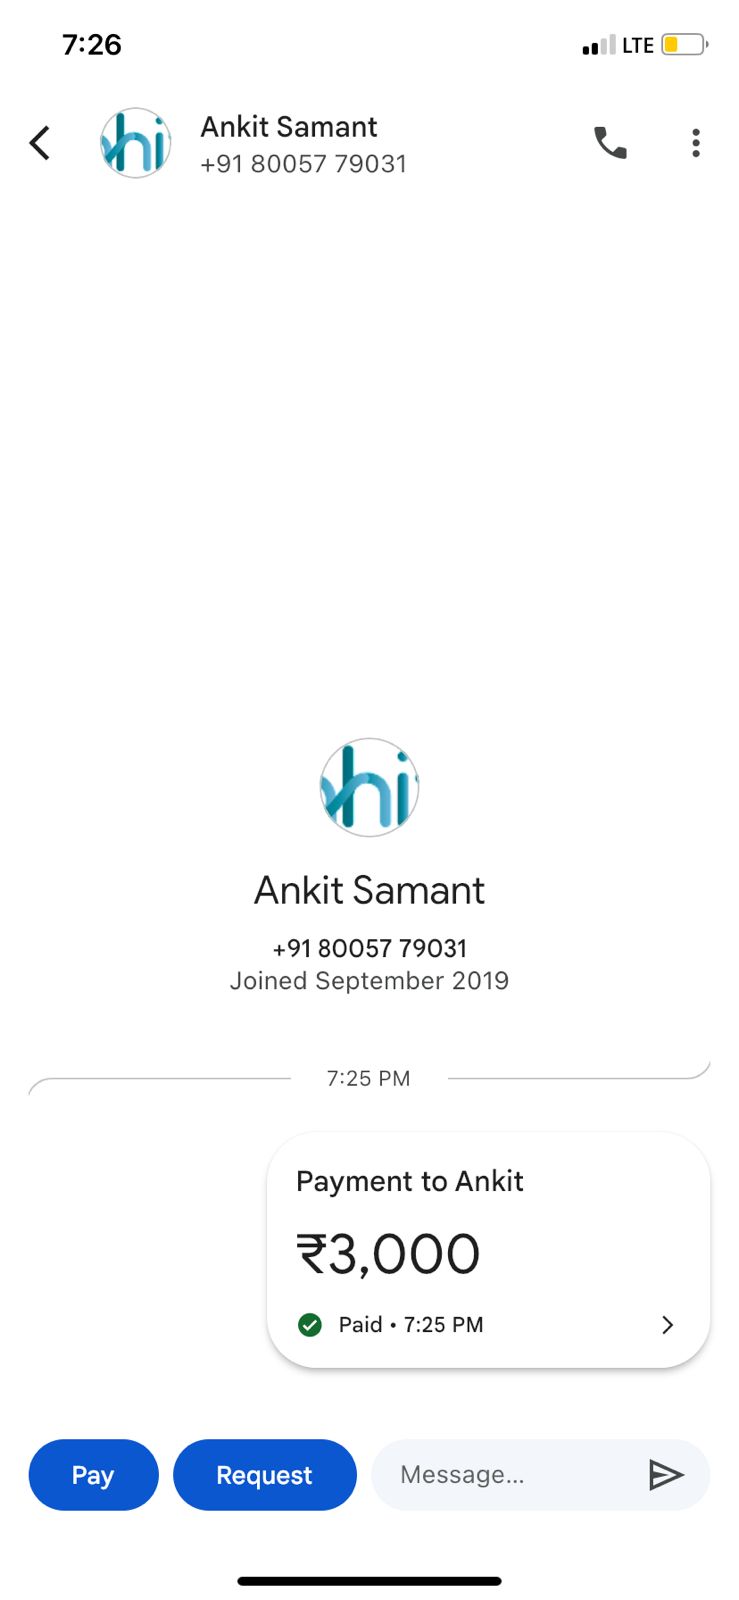 7:26
LTE
Ankit Samant
+91 80057 79031
hi
hi
Ankit Samant
+91 80057 79031
Joined September 2019
7:25 PM
Payment to Ankit
₹3,000
Paid • 7:25 PM
Pay
Request
Message...